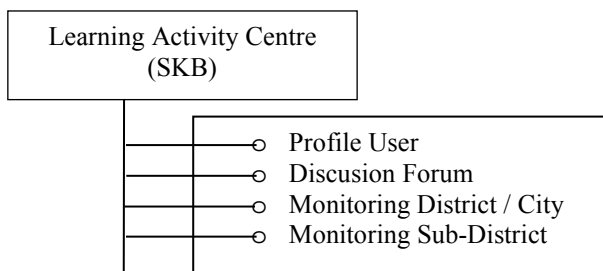 Learning Activity Centre
(SKB)
Profile User
Discusion Forum
Monitoring District / City
Monitoring Sub-District